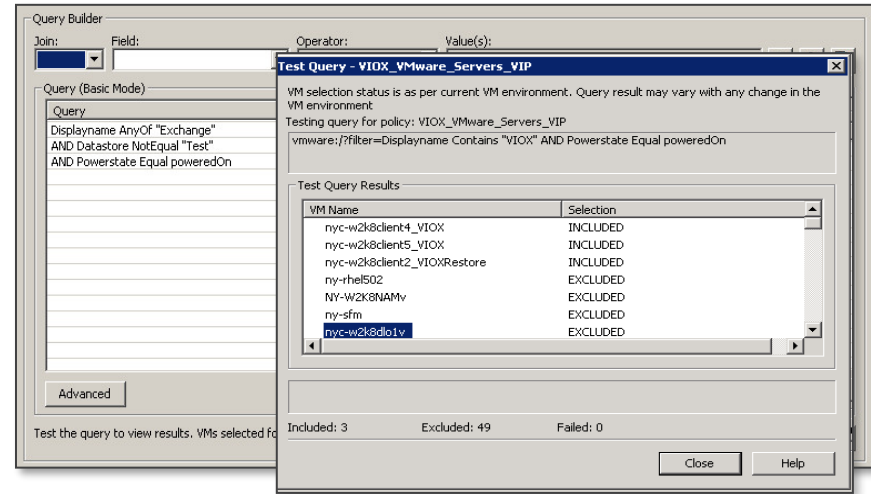 Query Builder
Join:
Field:
Operator:
Value(s):
Query (Basic Mode)
Query
Displayname AnyOf "Exchange"
AND Datastore NotEqual "Test"
AND Powerstate Equal poweredOn
Advanced
Test the query to view results. VMs selected fo
Test Query - VIOX_VMware_Servers_VIP
VM selection status is as per current VM environment. Query result may vary with any change in the
VM environment
Testing query for policy: VIOX_VMware_Servers_VIP
vmware:/?filter=Displayname Contains "VIOX" AND Powerstate Equal poweredOn
Test Query Results
VM Name Selection
nyc-w2k8client4_VIOX INCLUDED
nyc-w2k8client5_VIOX INCLUDED
nyc-w2k8client2_VIOXRestore INCLUDED
ny-rhel502 EXCLUDED
NY-W2K8NAMv EXCLUDED
ny-sfm EXCLUDED
nyc-w2k8dlo1v EXCLUDED
Included: 3 Excluded: 49 Failed: 0
Close
Help